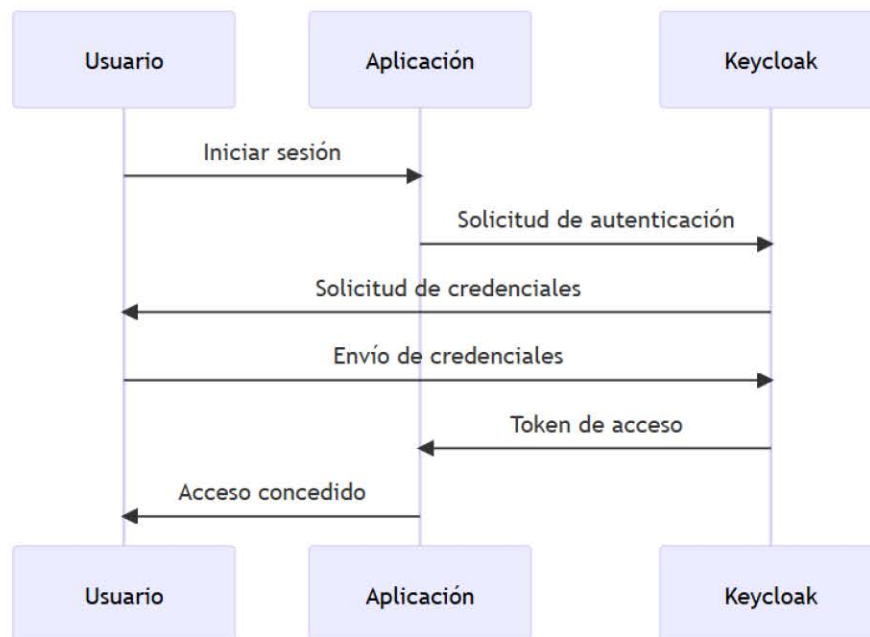 Usuario
Aplicación
Keycloak
Iniciar sesión
Solicitud de autenticación
Solicitud de credenciales
Envío de credenciales
Token de acceso
Acceso concedido
Usuario
Aplicación
Keycloak